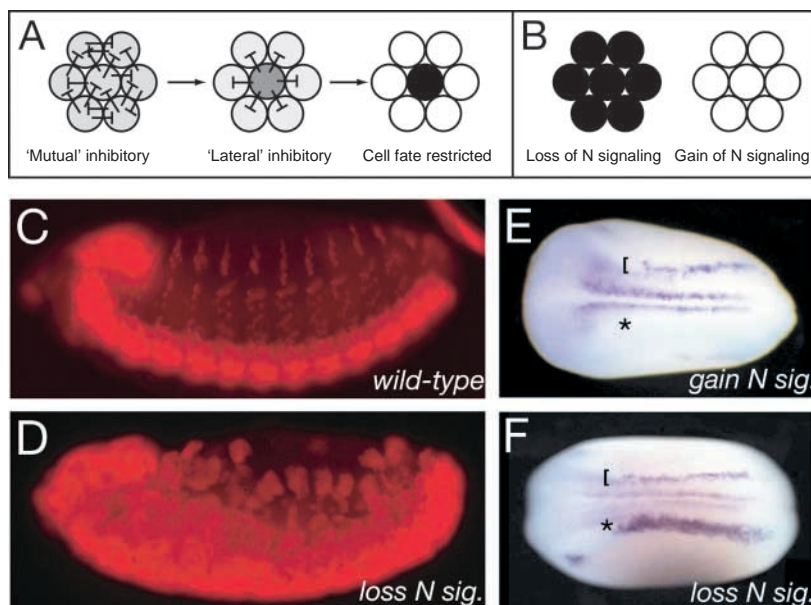 A
B
'Mutual' inhibitory
'Lateral' inhibitory
Cell fate restricted
Loss of N signaling
Gain of N signaling
C
wild-type
E
[
*
gain N sig.
D
loss N sig.
F
[
*
loss N sig.